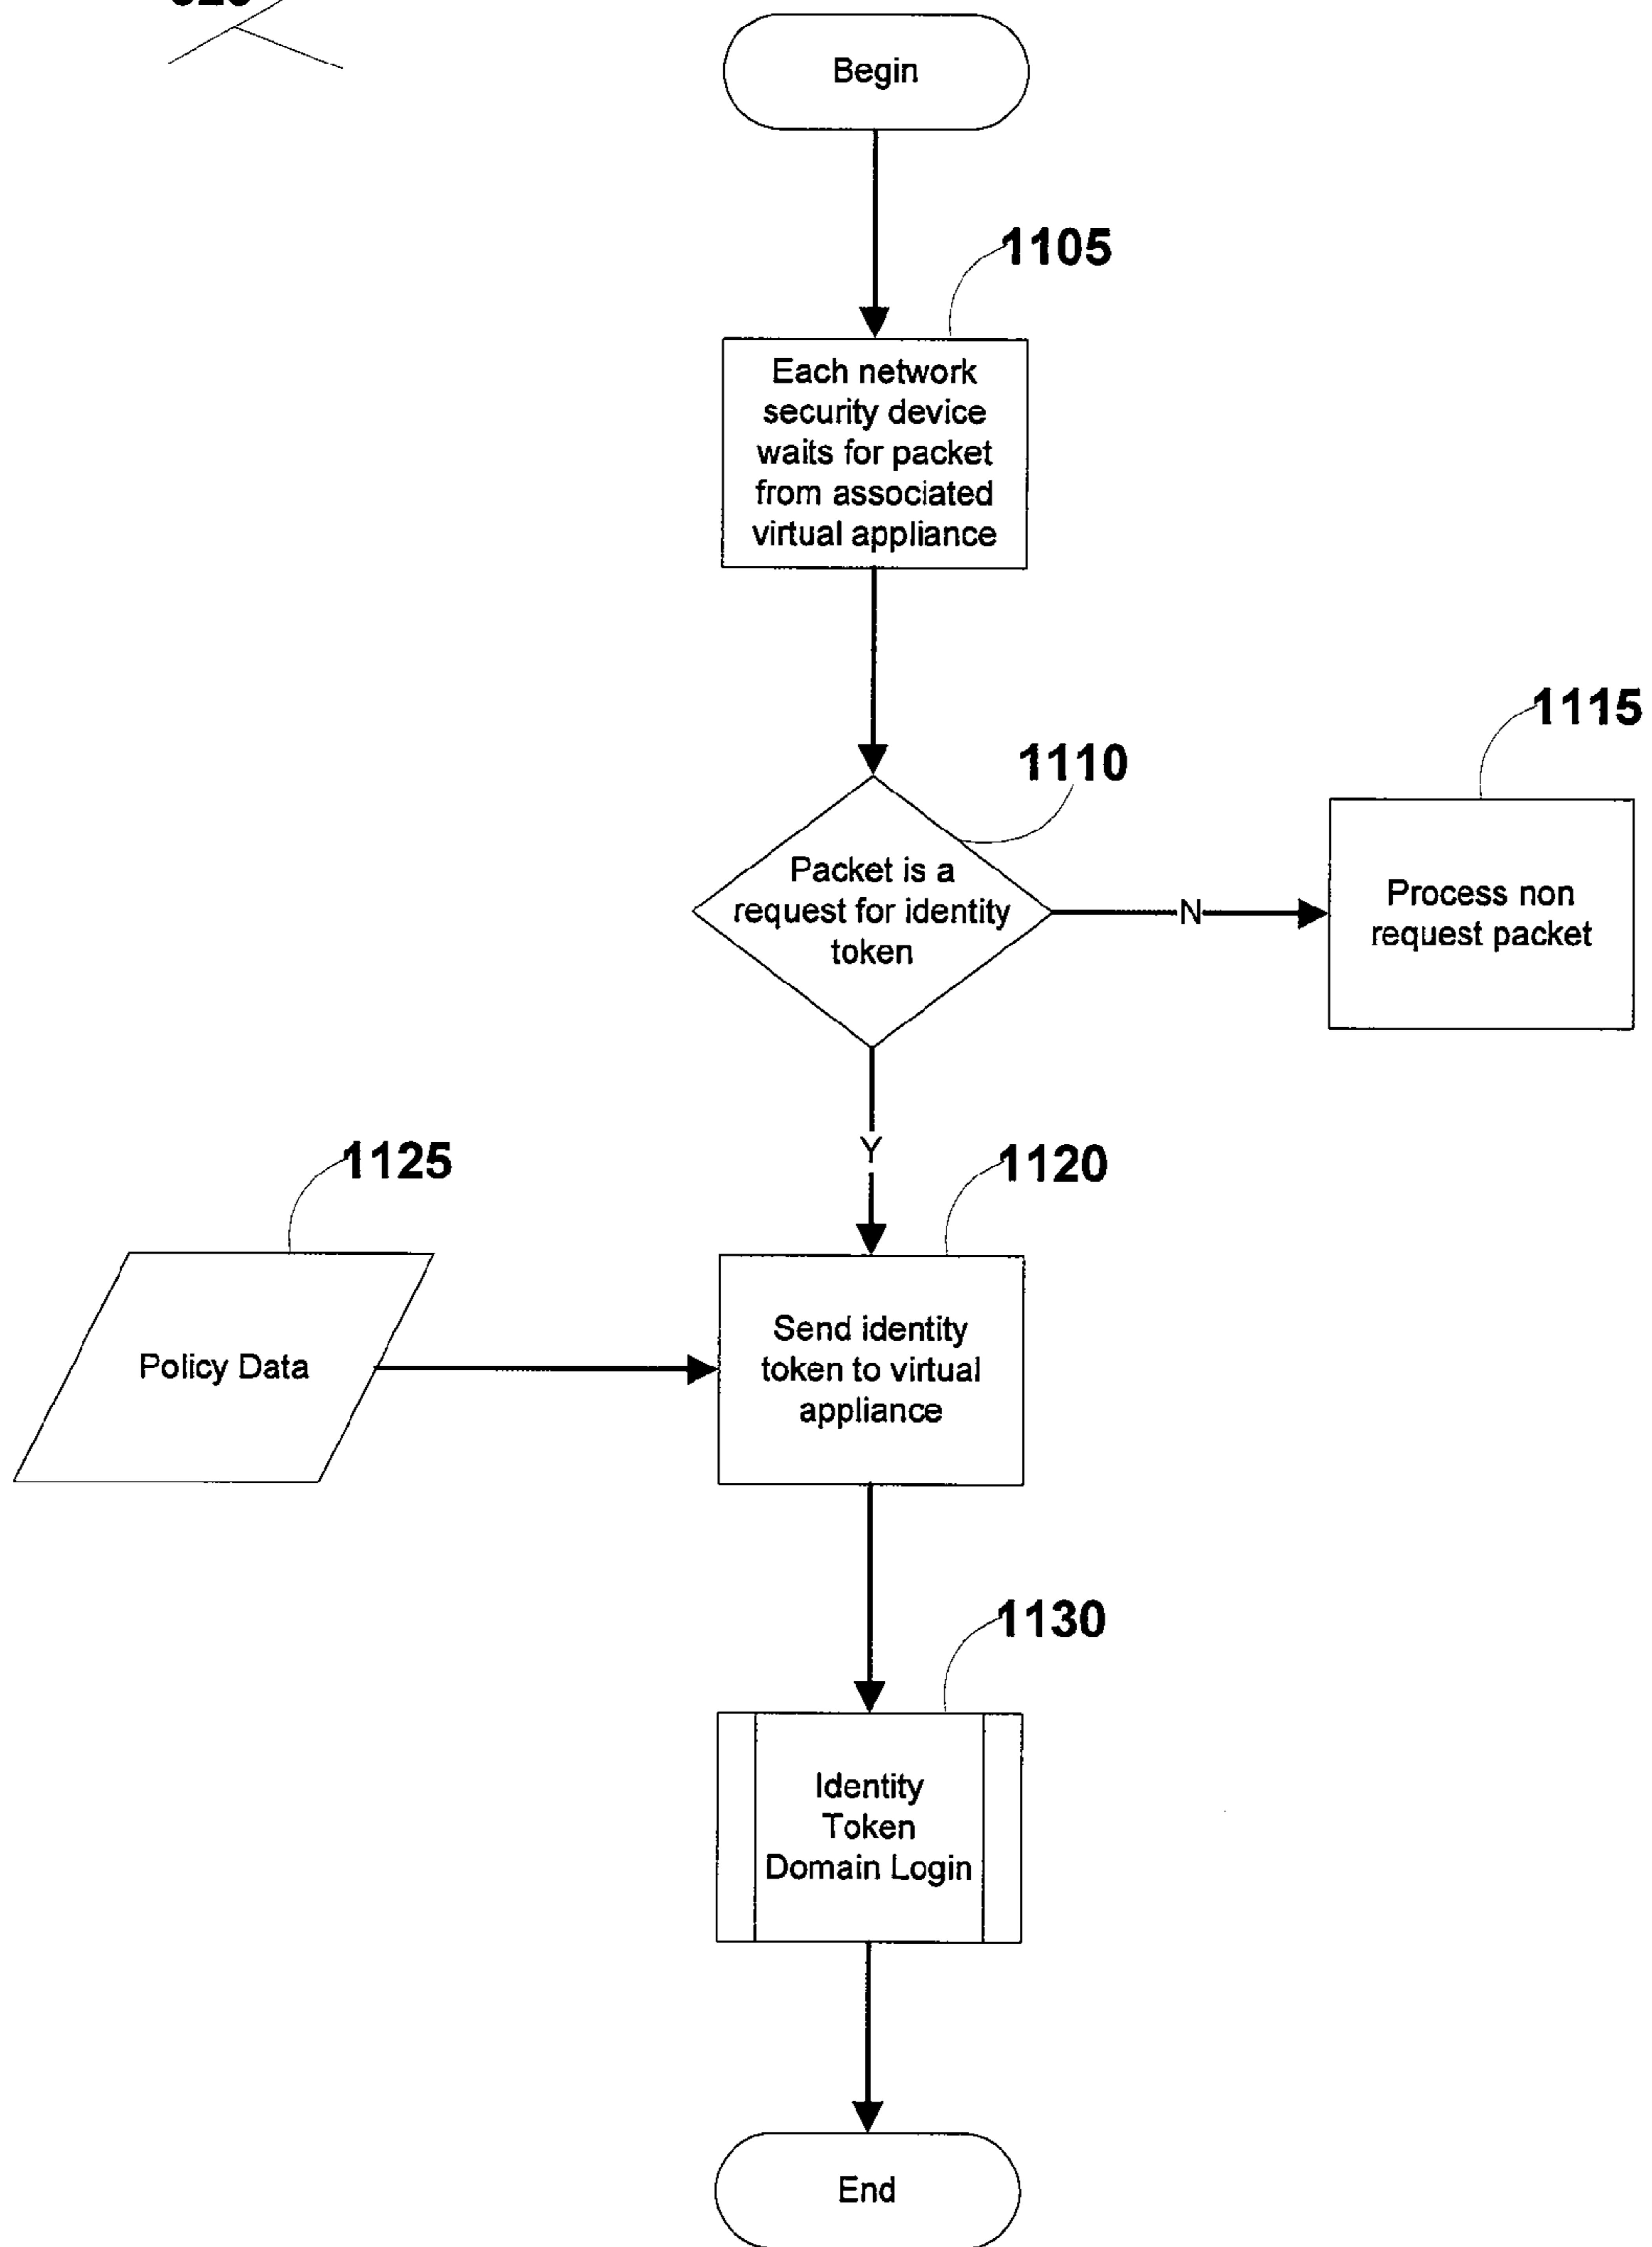 Begin
1105
Each network
security device
waits for packet
from associated
virtual appliance
1110
Packet is a
request for identity
token
N
1115
Process non
request packet
Y
1125
Policy Data
1120
Send identity
token to virtual
appliance
1130
Identity
Token
Domain Login
End